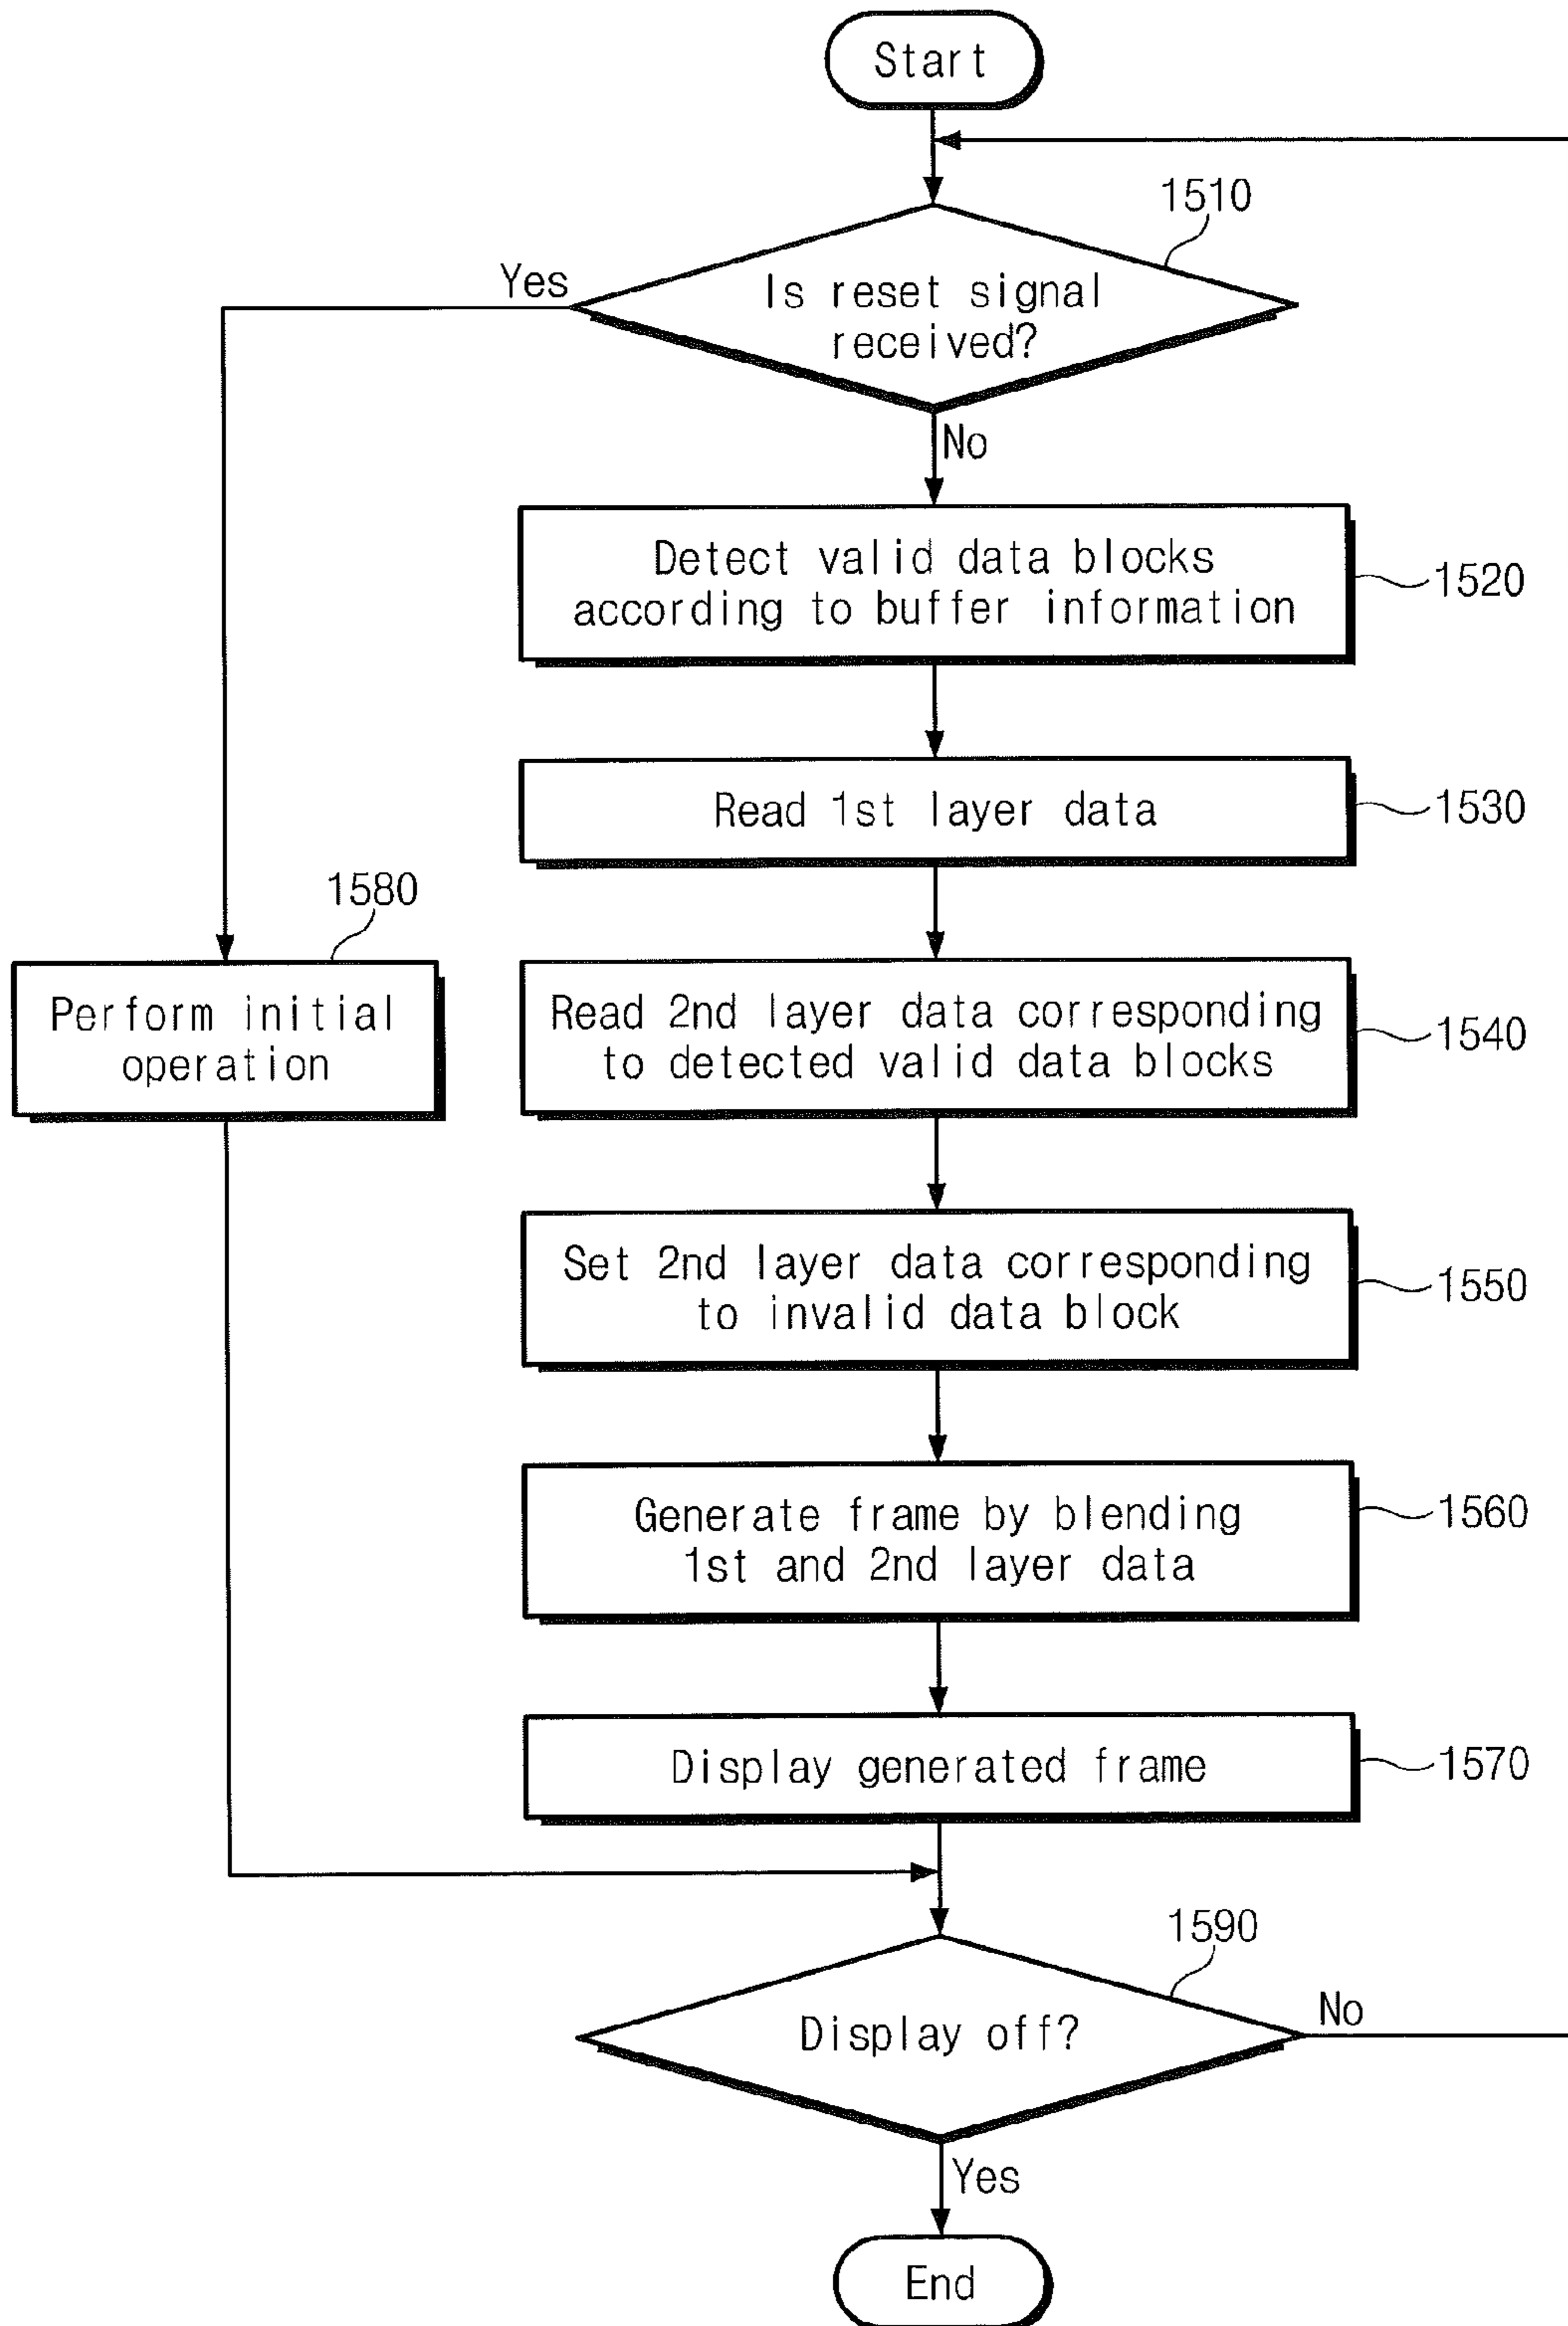 Start
1510
Yes
Is reset signal
received?
No
Detect valid data blocks
according to buffer information
1520
Read 1st layer data
1530
1580
Perform initial
operation
Read 2nd layer data corresponding
to detected valid data blocks
1540
Set 2nd layer data corresponding
to invalid data block
1550
Generate frame by blending
1st and 2nd layer data
1560
Display generated frame
1570
1590
Display off?
No
Yes
End